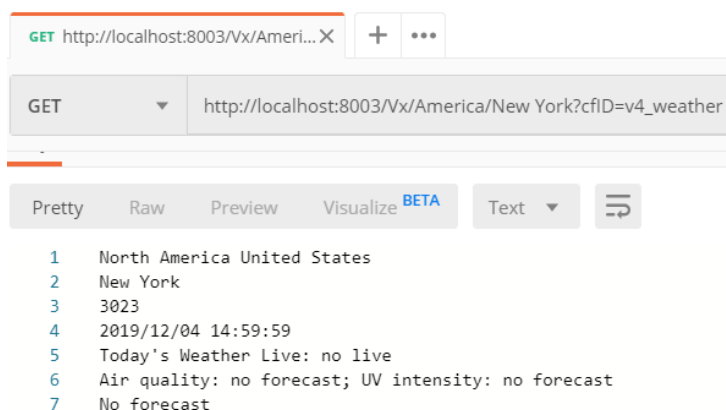 GET http://localhost:8003/Vx/Ameri... X + •••
GET http://localhost:8003/Vx/America/New York?cfID=v4_weather
Pretty Raw Preview Visualize BETA Text
1 North America United States
2 New York
3 3023
4 2019/12/04 14:59:59
5 Today's Weather Live: no live
6 Air quality: no forecast; UV intensity: no forecast
7 No forecast